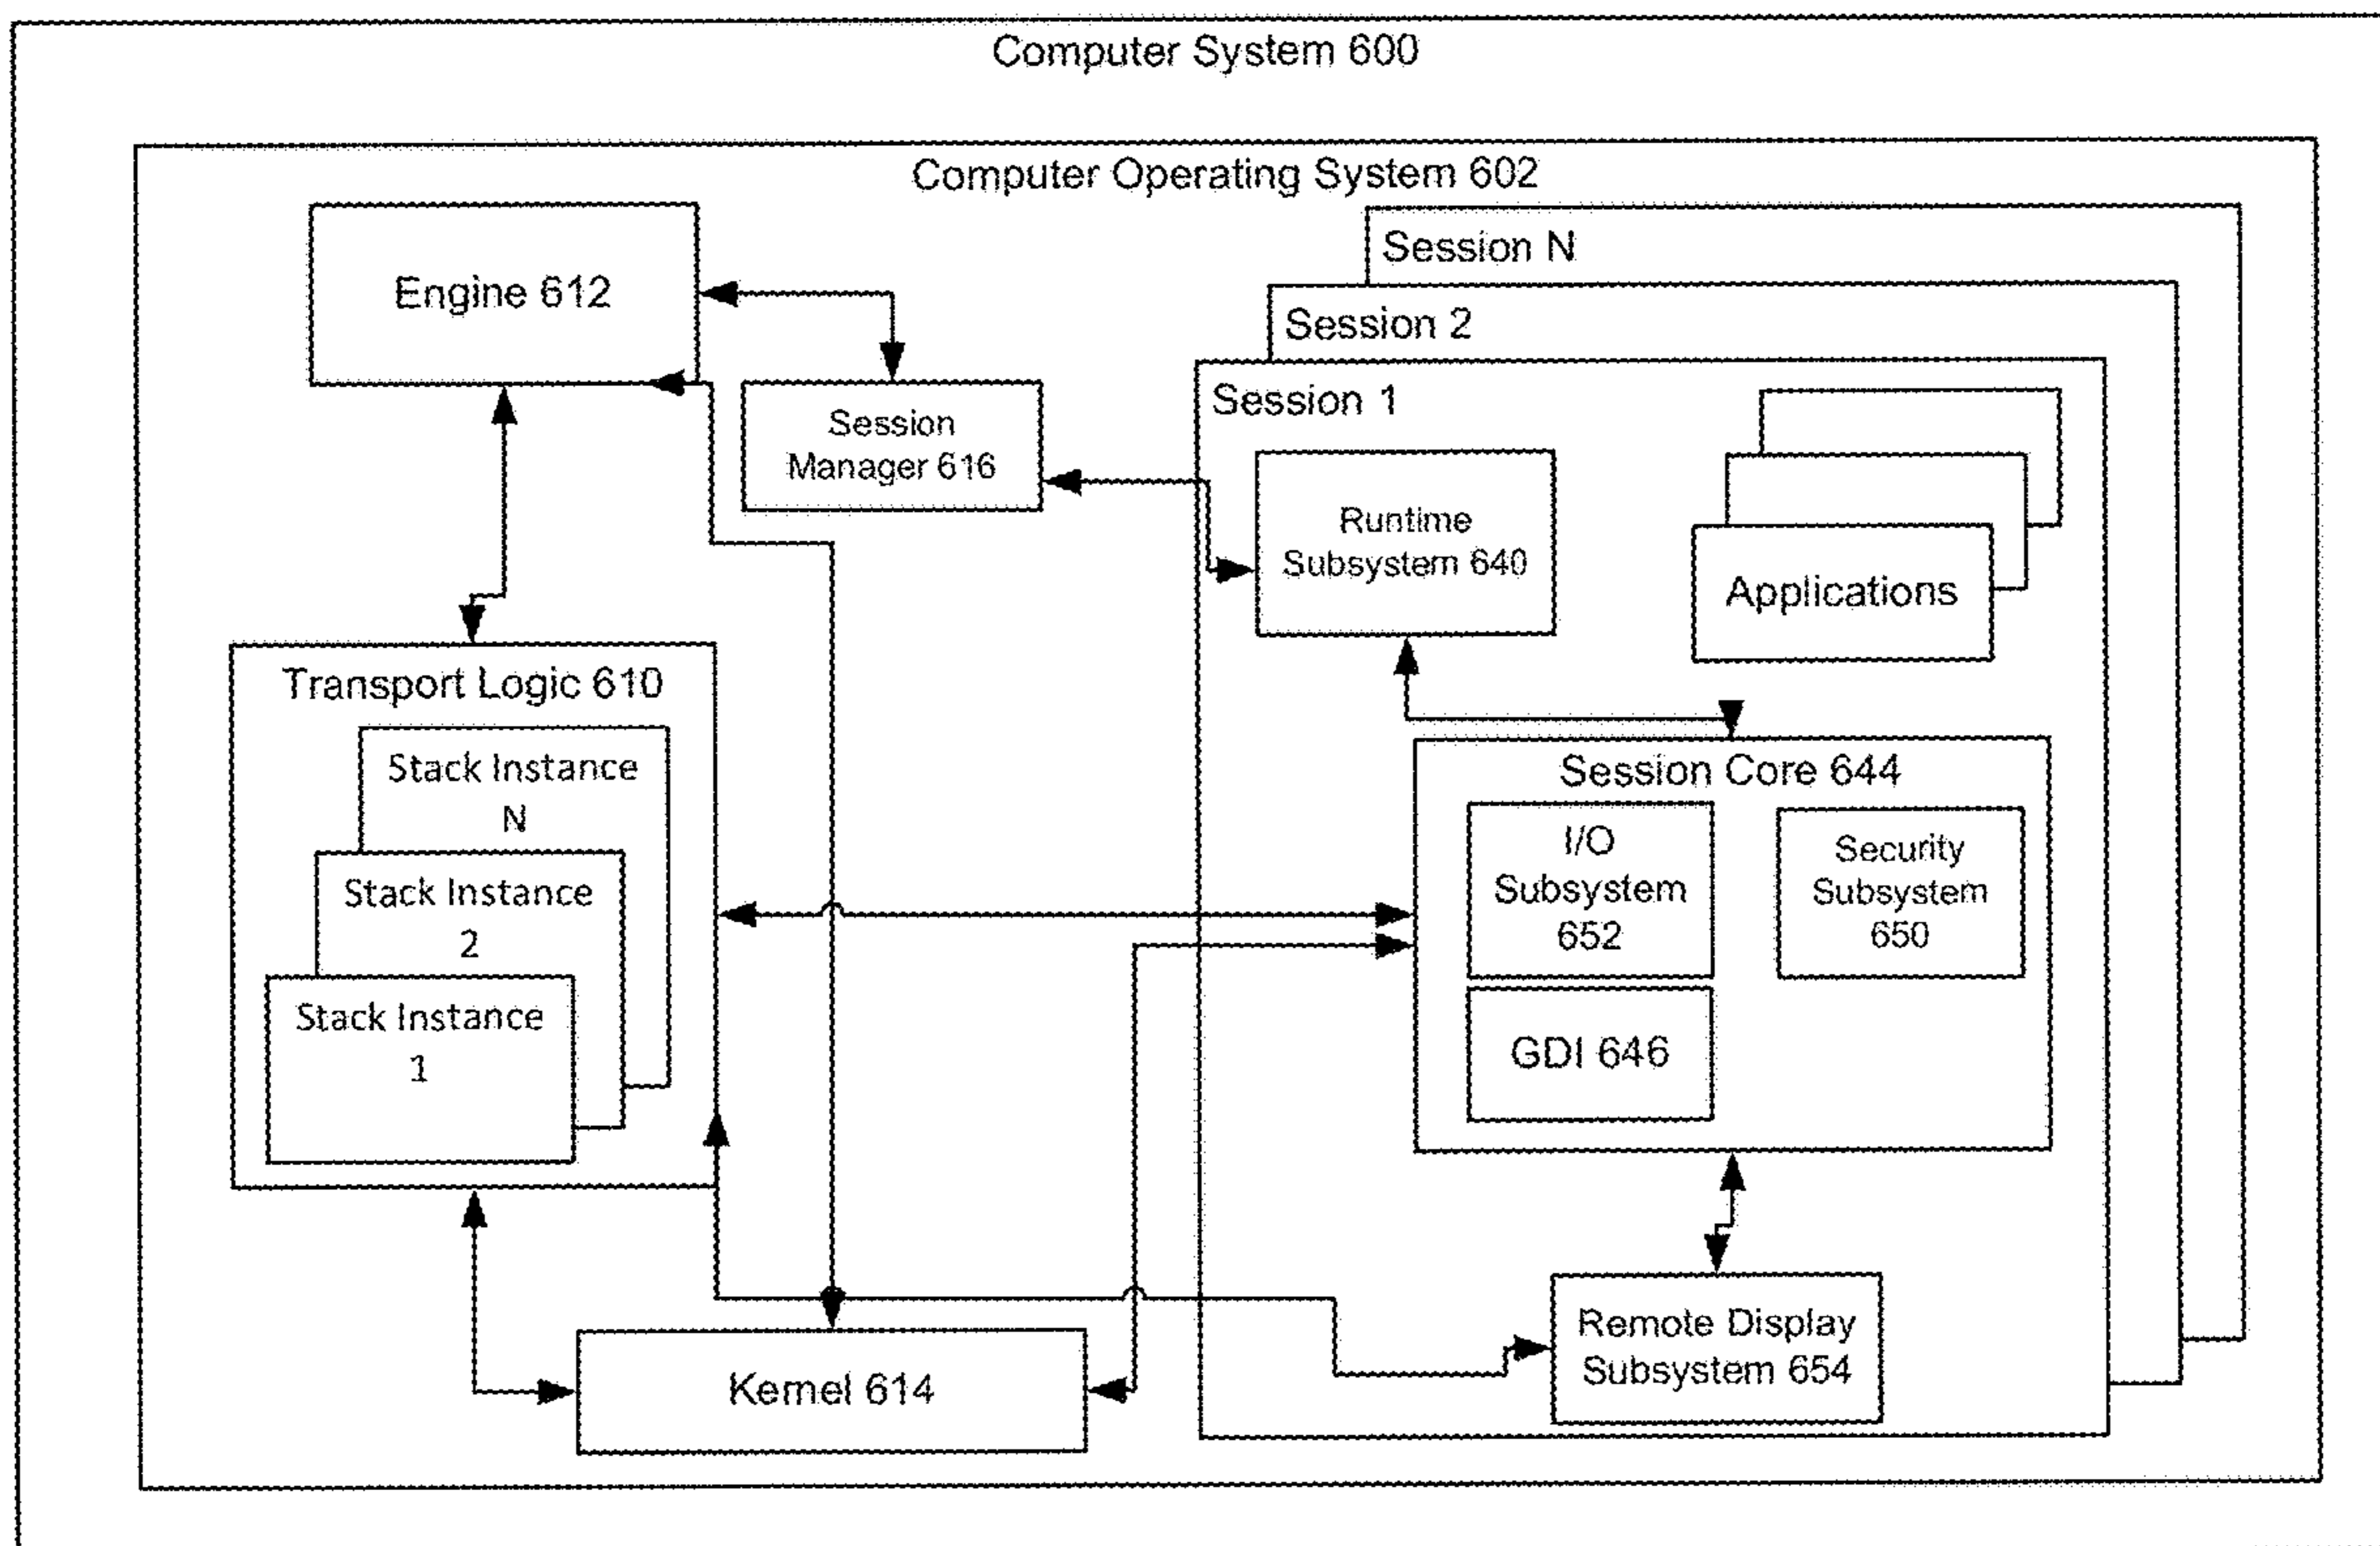 Computer System 600
Computer Operating System 602
Engine 612
Session N
Session 2
Session 1
Session
Manager 616
Runtime
Subsystem 640
Applications
Transport Logic 610
Stack Instance
N
Stack Instance
2
Stack Instance
1
Session Core 644
I/O
Subsystem
652
Security
Subsystem
650
GDI 646
Remote Display
Subsystem 654
Kernel 614